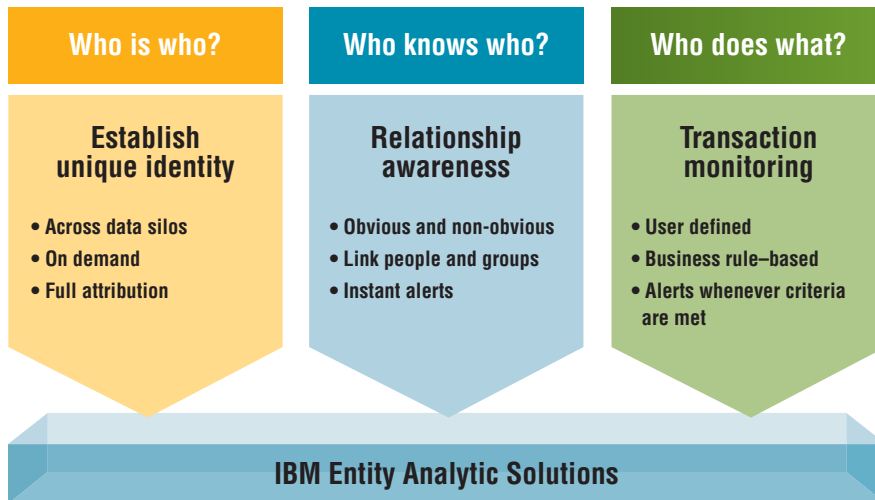 Who is who?
Establish
unique identity
• Across data silos
• On demand
• Full attribution
Who knows who?
Relationship
awareness
• Obvious and non-obvious
• Link people and groups
• Instant alerts
Who does what?
Transaction
monitoring
• User defined
• Business rule–based
• Alerts whenever criteria
are met
IBM Entity Analytic Solutions